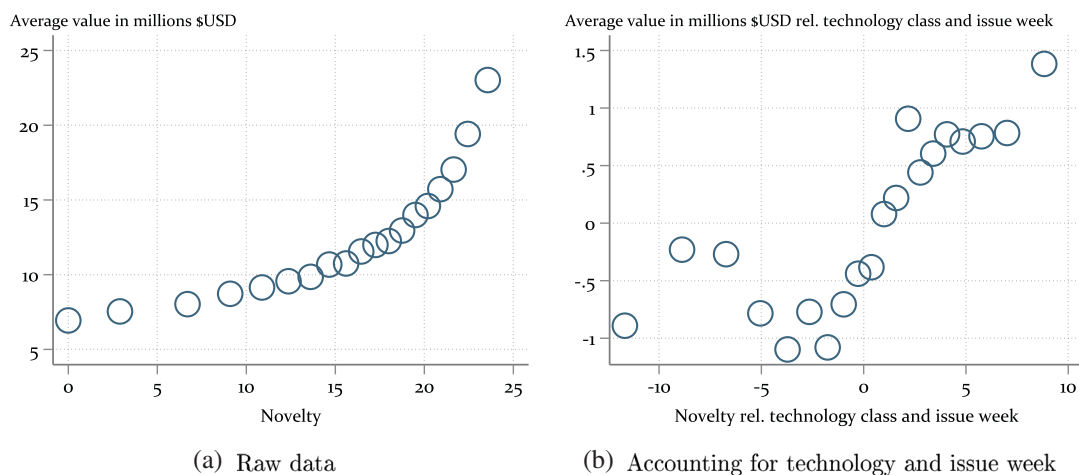 Average value in millions $USD
25
20
15
10
5
0 5 10 15 20 25
Novelty
(a) Raw data
Average value in millions $USD rel. technology class and issue week
1.5
1
.5
0
-.5
-1
-10 -5 0 5 10
Novelty rel. technology class and issue week
(b) Accounting for technology and issue week